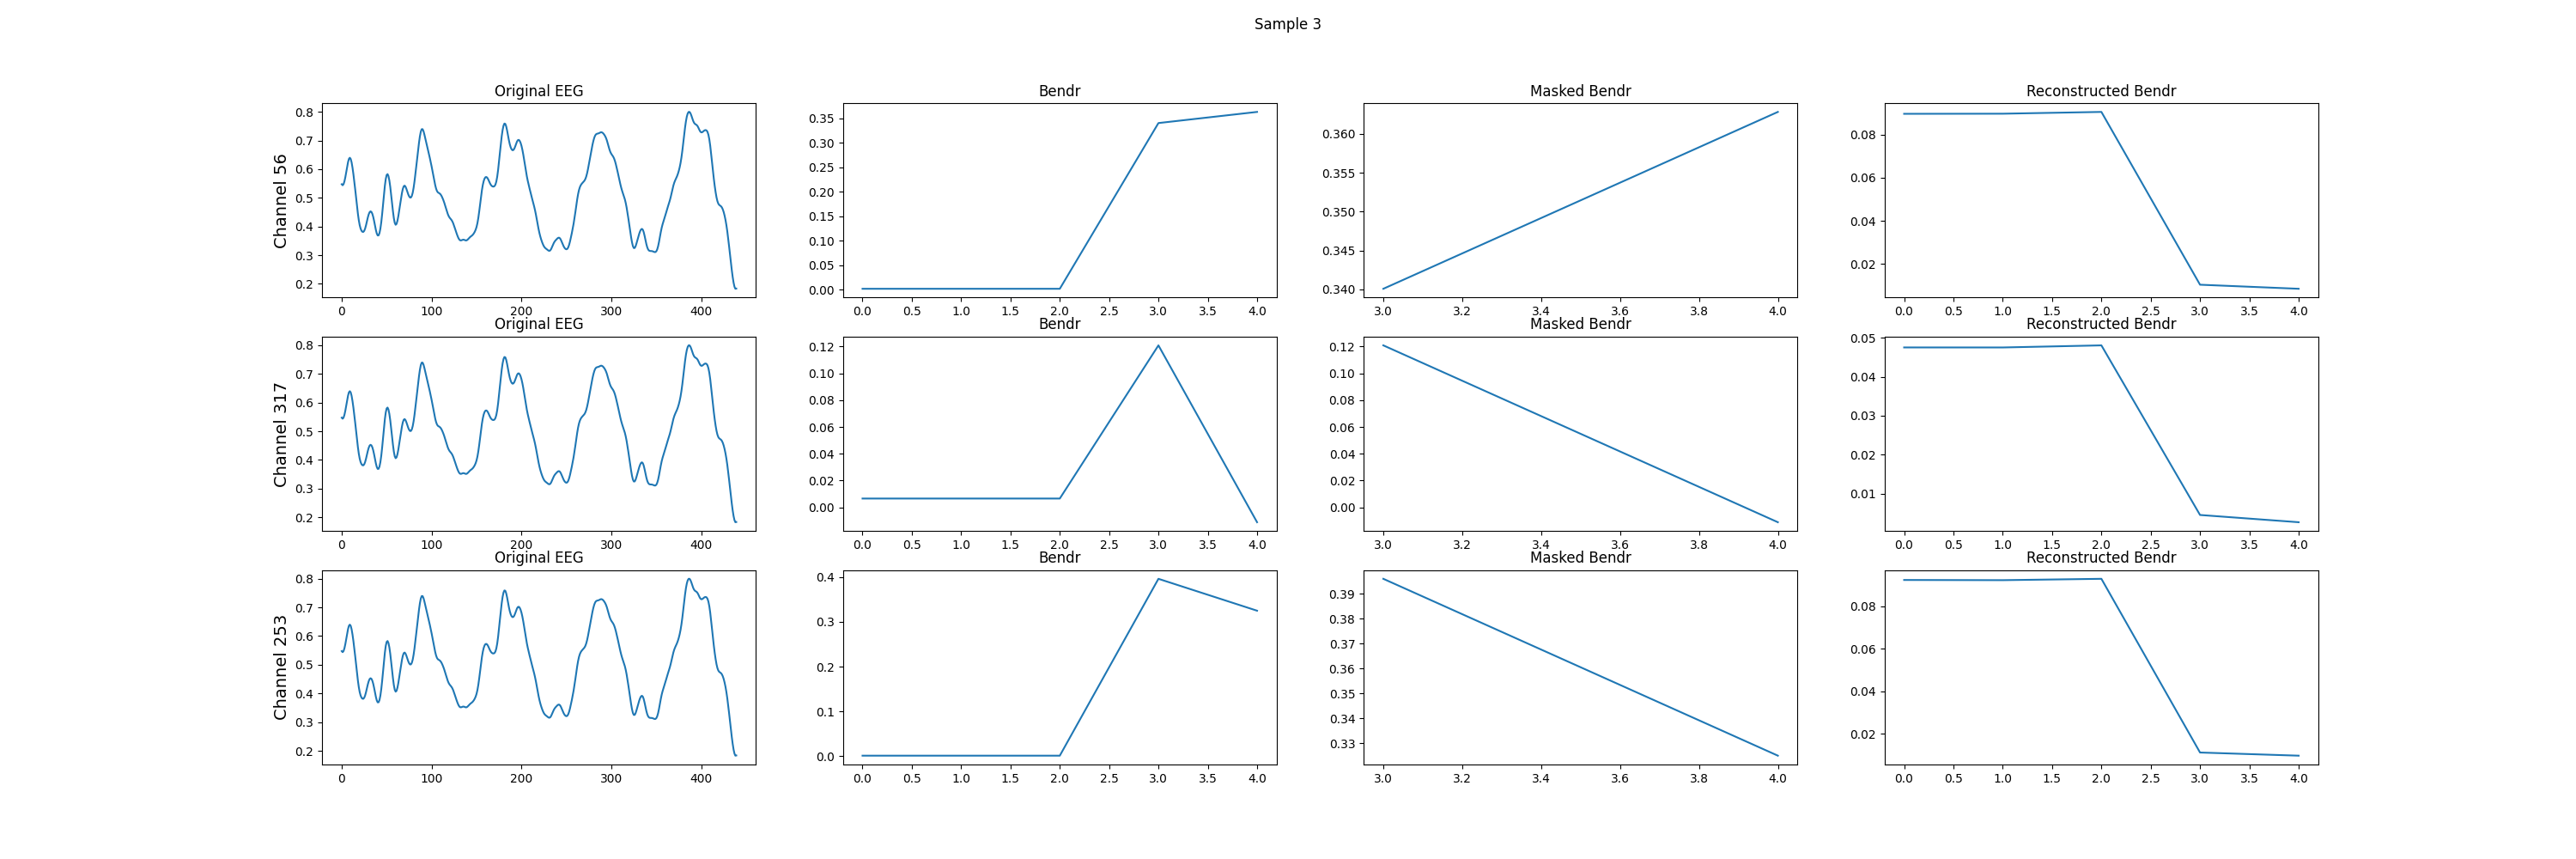 Sample 3
Original EEG Bendr Masked Bendr Reconstructed Bendr
Channel 56
0.8 0.7 0.6 0.5 0.4 0.3 0.2
0 100 200 300 400
0.35 0.30 0.25 0.20 0.15 0.10 0.05 0.00
0.0 0.5 1.0 1.5 2.0 2.5 3.0 3.5 4.0
0.360 0.355 0.350 0.345 0.340
3.0 3.2 3.4 3.6 3.8 4.0
0.08 0.06 0.04 0.02
0.0 0.5 1.0 1.5 2.0 2.5 3.0 3.5 4.0
Original EEG Bendr Masked Bendr Reconstructed Bendr
Channel 317
0.8 0.7 0.6 0.5 0.4 0.3 0.2
0 100 200 300 400
0.12 0.10 0.08 0.06 0.04 0.02 0.00
0.0 0.5 1.0 1.5 2.0 2.5 3.0 3.5 4.0
0.12 0.10 0.08 0.06 0.04 0.02 0.00
3.0 3.2 3.4 3.6 3.8 4.0
0.05 0.04 0.03 0.02 0.01
0.0 0.5 1.0 1.5 2.0 2.5 3.0 3.5 4.0
Original EEG Bendr Masked Bendr Reconstructed Bendr
Channel 253
0.8 0.7 0.6 0.5 0.4 0.3 0.2
0 100 200 300 400
0.4 0.3 0.2 0.1 0.0
0.0 0.5 1.0 1.5 2.0 2.5 3.0 3.5 4.0
0.39 0.38 0.37 0.36 0.35 0.34 0.33
3.0 3.2 3.4 3.6 3.8 4.0
0.08 0.06 0.04 0.02
0.0 0.5 1.0 1.5 2.0 2.5 3.0 3.5 4.0